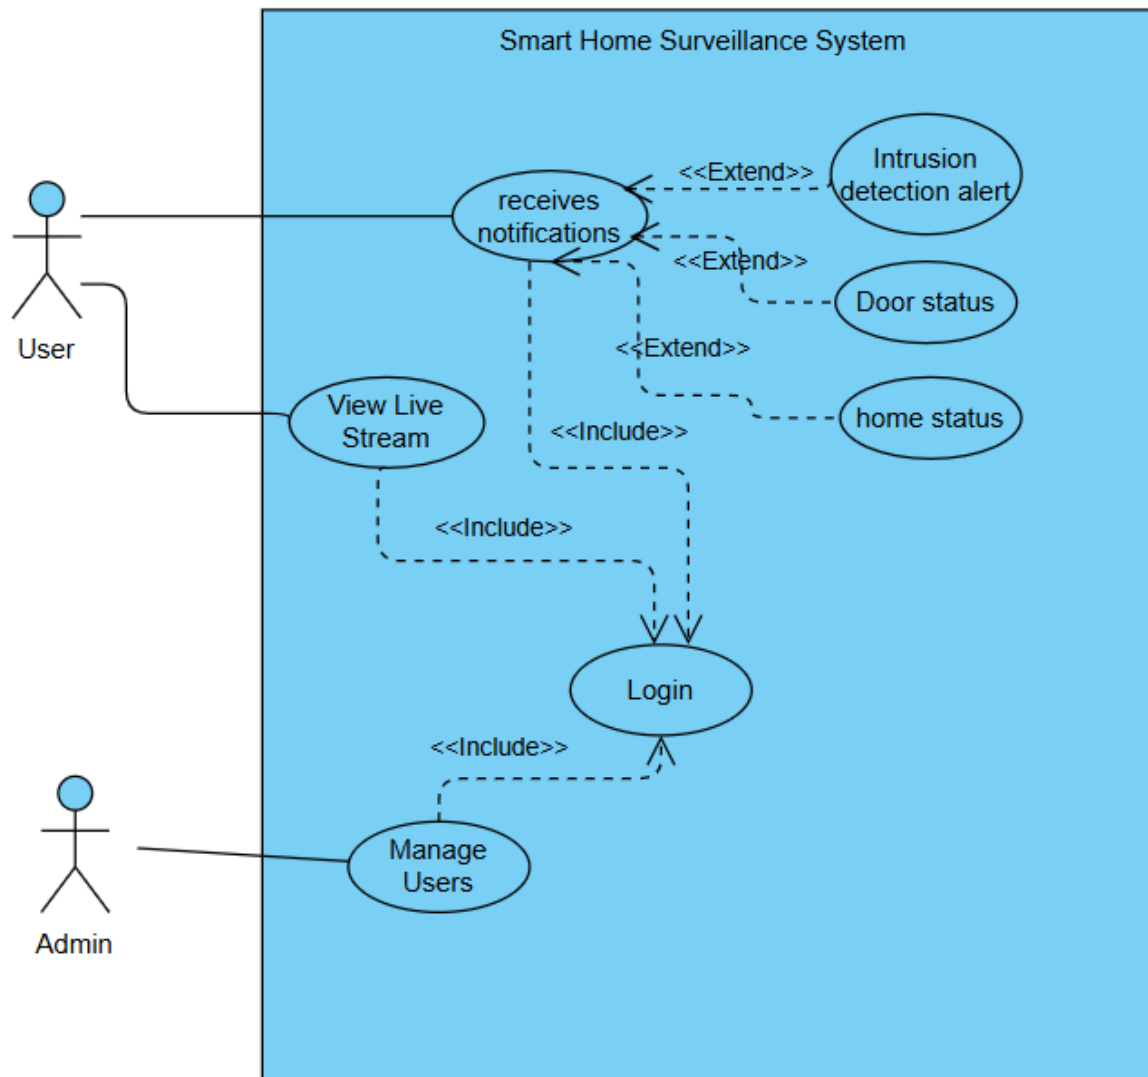 Smart Home Surveillance System
<<Extend>>
Intrusion
detection alert
receives
notifications
<<Extend>>
Door status
User
<<Extend>>
View Live
Stream
home status
<<Include>>
<<Include>>
Login
<<Include>>
Manage
Users
Admin